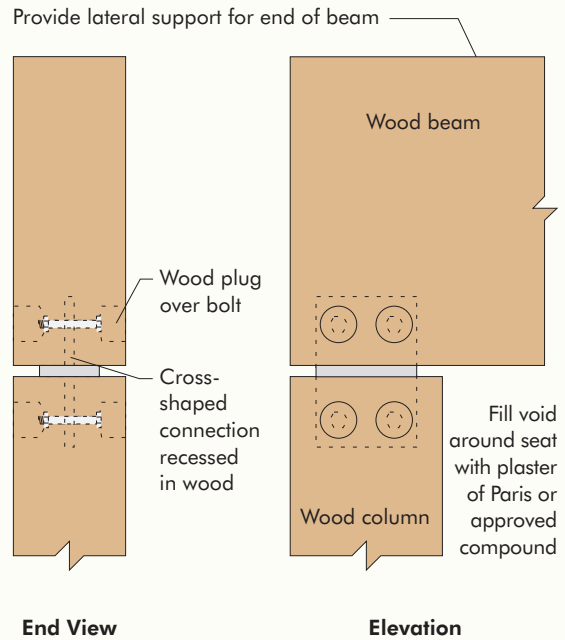 Provide lateral support for end of beam
Wood beam
Wood plug
over bolt
Cross-
shaped
connection
recessed
in wood
Fill void
around seat
with plaster
of Paris or
approved
compound
Wood column
End View
Elevation